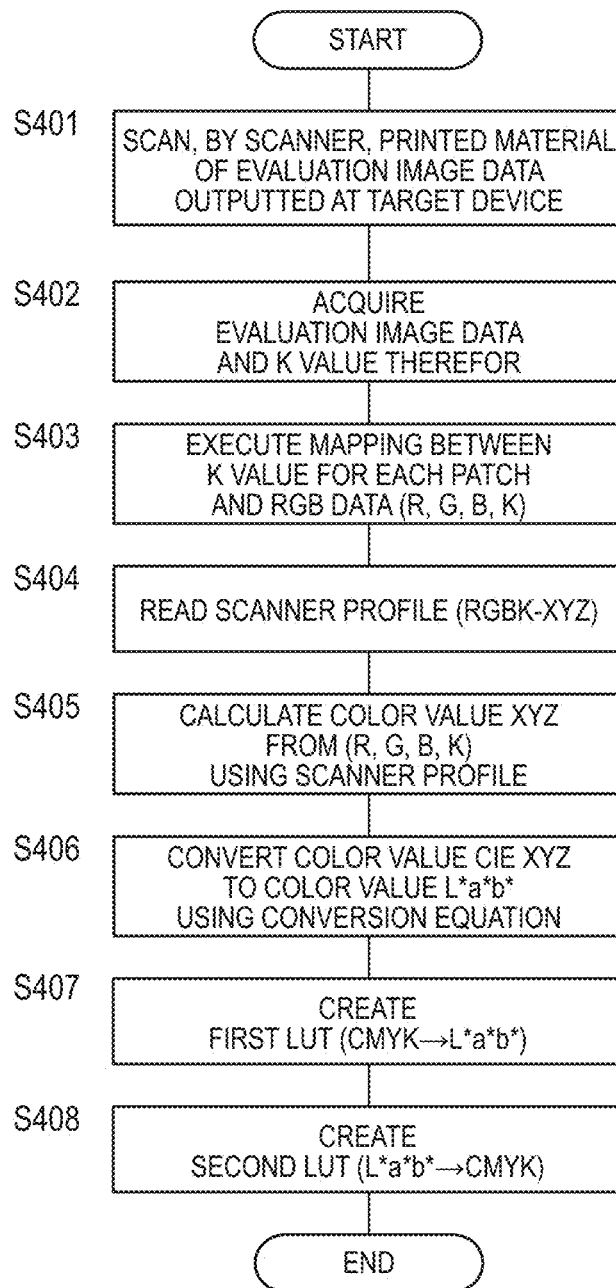 START
S401
SCAN, BY SCANNER, PRINTED MATERIAL
OF EVALUATION IMAGE DATA
OUTPUTTED AT TARGET DEVICE
S402
ACQUIRE
EVALUATION IMAGE DATA
AND K VALUE THEREFOR
S403
EXECUTE MAPPING BETWEEN
K VALUE FOR EACH PATCH
AND RGB DATA (R, G, B, K)
S404
READ SCANNER PROFILE (RGBK-XYZ)
S405
CALCULATE COLOR VALUE XYZ
FROM (R, G, B, K)
USING SCANNER PROFILE
S406
CONVERT COLOR VALUE CIE XYZ
TO COLOR VALUE L*a*b*
USING CONVERSION EQUATION
S407
CREATE
FIRST LUT (CMYK→L*a*b*)
S408
CREATE
SECOND LUT (L*a*b*→CMYK)
END